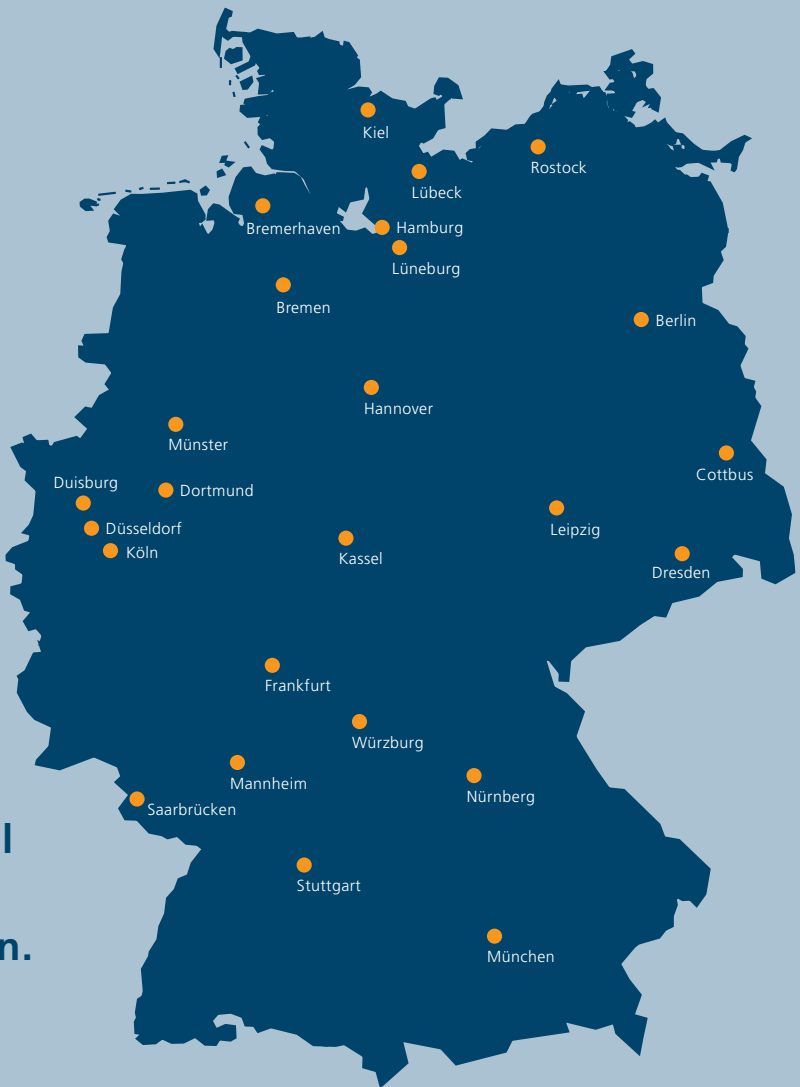 Kiel
Rostock
Lübeck
Bremerhaven
Hamburg
Lüneburg
Bremen
Berlin
Hannover
Münster
Cottbus
Duisburg
Dortmund
Düsseldorf
Leipzig
Köln
Kassel
Dresden
Frankfurt
Würzburg
Mannheim
Nürnberg
Saarbrücken
l
Stuttgart
n.
München